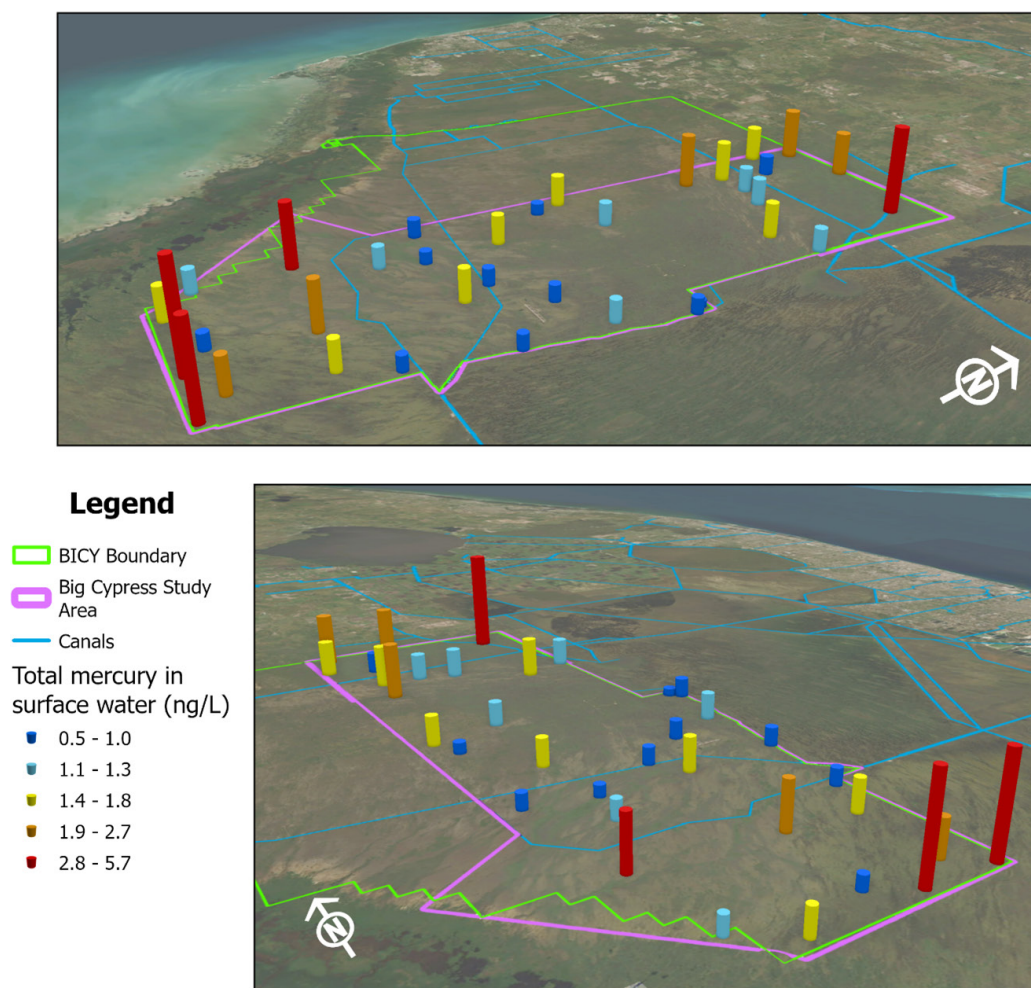 N
Legend
BICY Boundary
Big Cypress Study
Area
Canals
Total mercury in
surface water (ng/L)
0.5 - 1.0
1.1 - 1.3
1.4 - 1.8
1.9 - 2.7
2.8 - 5.7
N